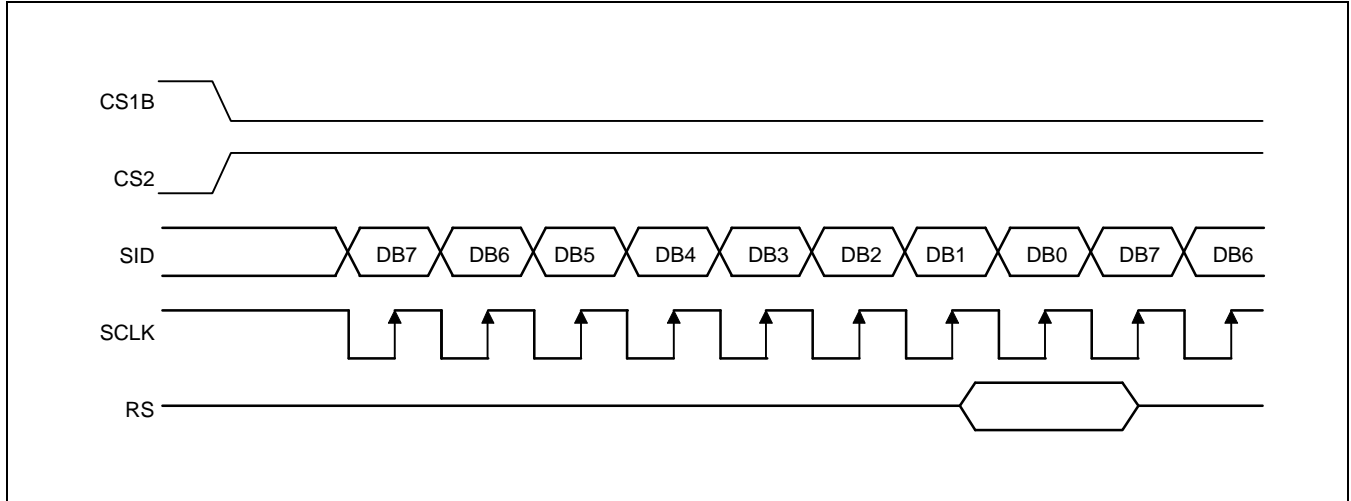 CS1B
CS2
SID DB7 DB6 DB5 DB4 DB3 DB2 DB1 DB0 DB7 DB6
SCLK
RS